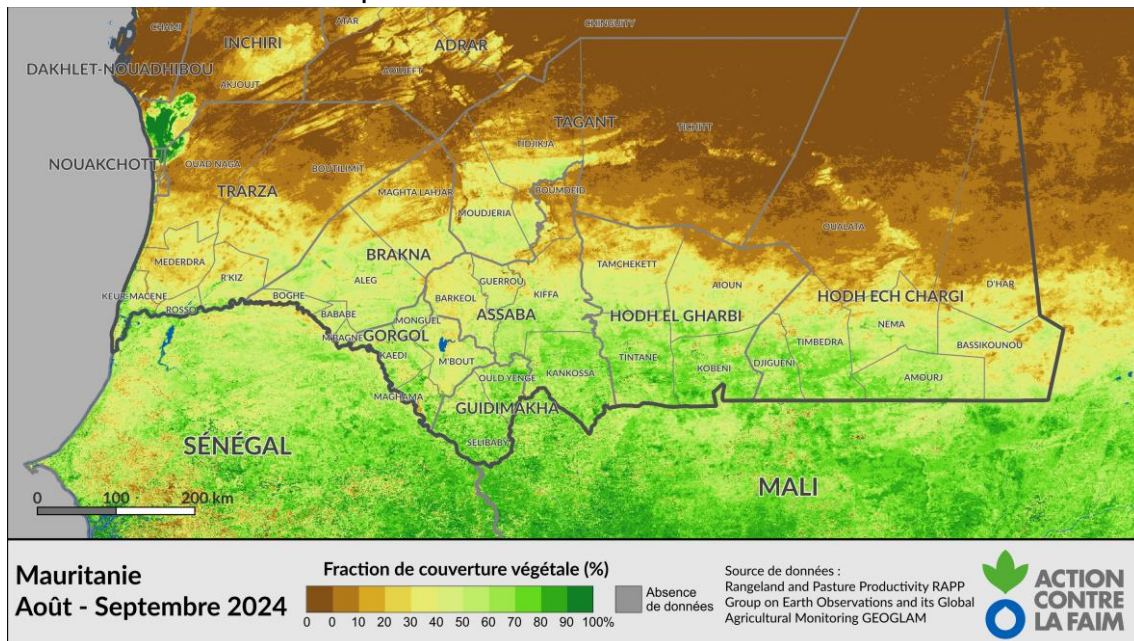 CHAMI
ATAR
CHINGUITY
INCHIRI
ADRAR
DAKHLET-NOUADHIBOU
AKJOUJT
AOUJEFT
TAGANT
TICHITT
TIDJIKJA
NOUAKCHOTT
OUAD NAGA
BOUTILIMIT
TRARZA
MAGHTA LAHJAR
BOUMDEID
MOUDJERIA
OUALATA
BRAKNA
MEDERDRA
TAMCHEKETT
R'KIZ
ALEG
GUERROU
AIOUN
D'HAR
KEUR-MACENE
BOGHE
BARKEOL
KIFFA
HODH ECH CHARGI
ROSSO
BABABE
MONGUEL
ASSABA
HODH EL GHARBI
NEMA
M'BAGNE
GORGOL
TIMBEDRA
BASSIKOUNOU
KAEDI
M'BOUT
TINTANE
DJIGUENI
OULD YENGE
KANKOSSA
KOBENI
AMOURJ
MAGHAMA
GUIDIMAKHA
SÉNÉGAL
SELIBABY
MALI
0 100 200 km
Mauritanie
Août - Septembre 2024
Fraction de couverture végétale (%)
0 0 10 20 30 40 50 60 70 80 90 100%
Absence
de données
Source de données :
Rangeland and Pasture Productivity RAPP
Group on Earth Observations and its Global
Agricultural Monitoring GEOGLAM
ACTION
CONTRE
LA FAIM